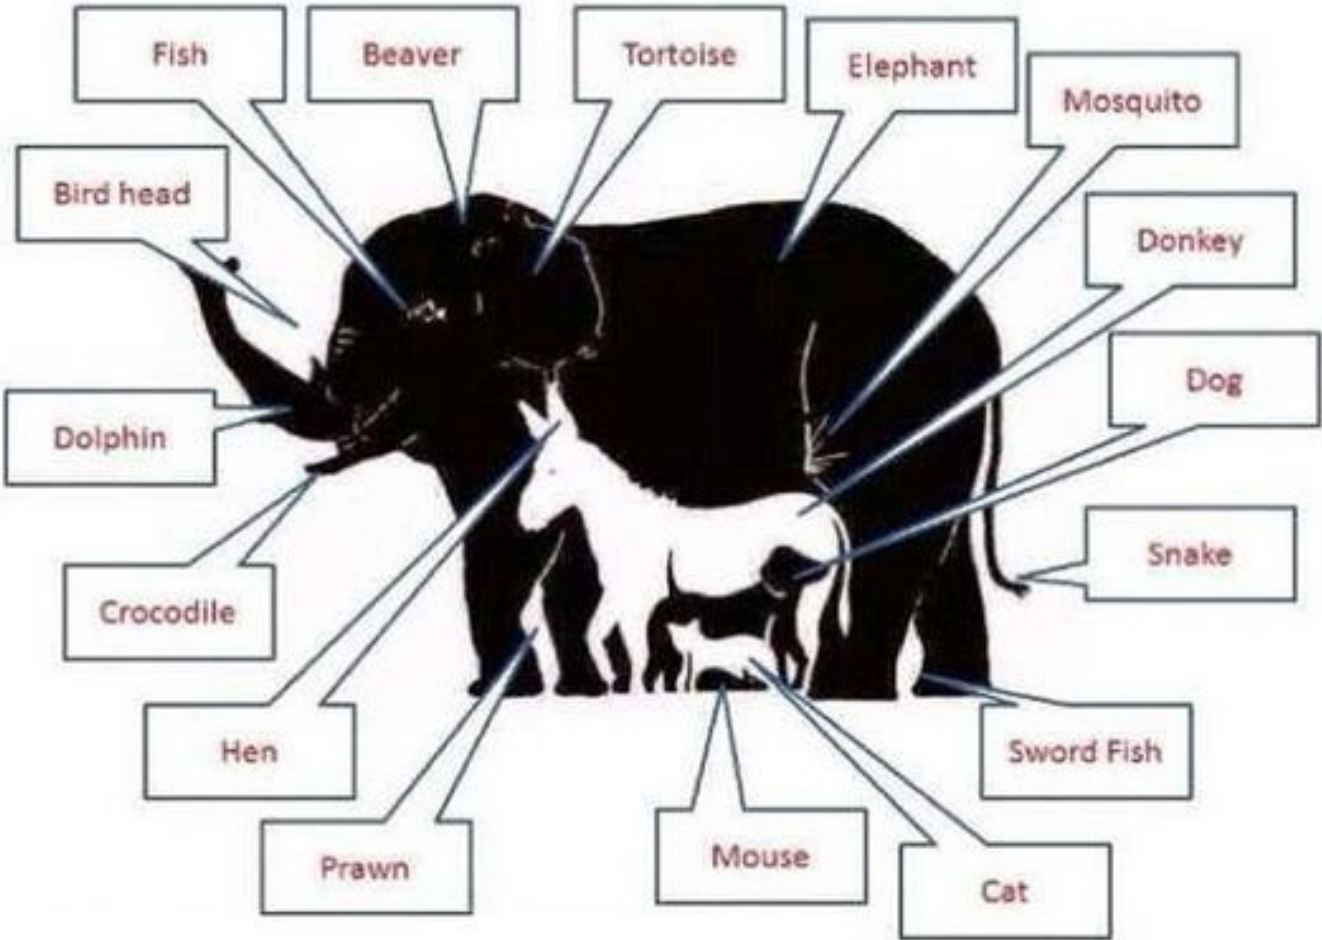 Fish
Beaver
Tortoise
Elephant
Mosquito
Bird head
Donkey
Dog
Dolphin
Snake
Crocodile
Hen
Sword Fish
Prawn
Mouse
Cat